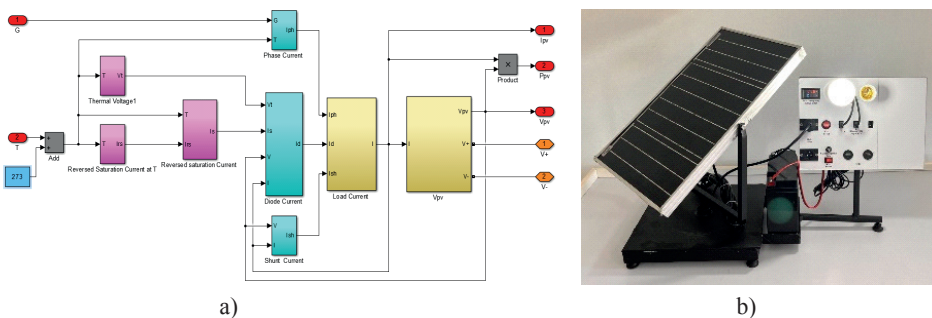 1
G
G
T
Iph
Phase Current
1
Ipv
×
Product
2
Ppv
T
Vt
Thermal Voltage1
2
T
+
+
Add
273
T
Irs
Reversed Saturation Current at T
T
Irs
Is
Reversed saturation Current
Vt
Is
V
I
Id
Diode Current
Iph
Id
Ish
I
Load Current
I
Vpv
V+
V-
Vpv
3
Vpv
1
V+
2
V-
V
I
Ish
Shunt Current
a)
b)